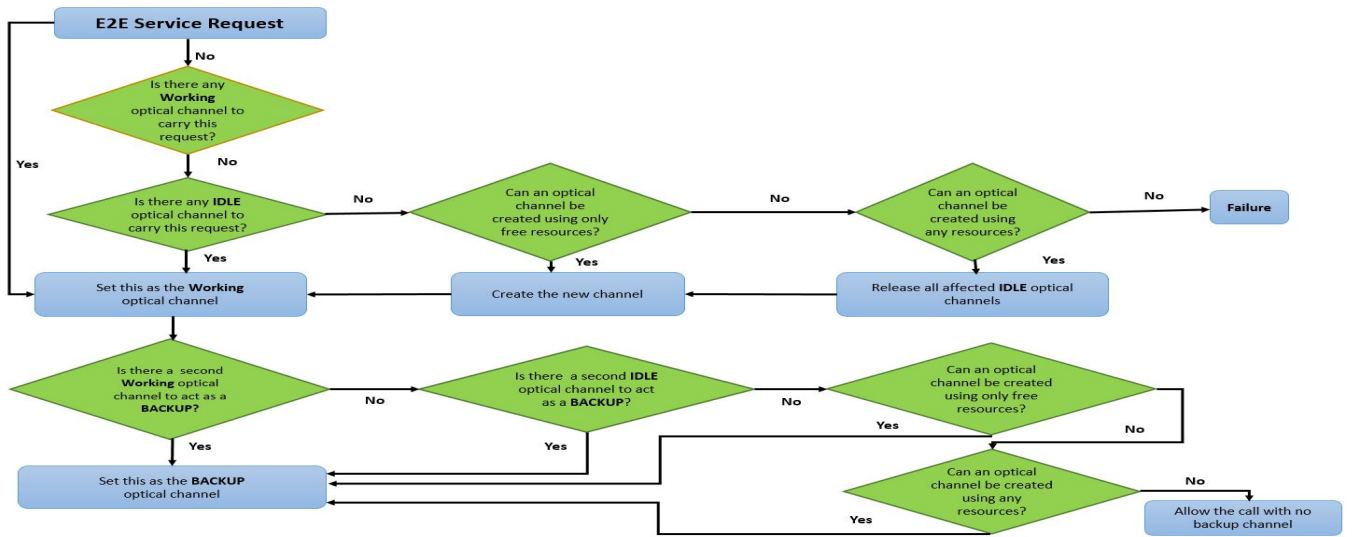 E2E Service Request
No
Is there any
Working
optical channel to
carry this
request?
Yes
No
Is there any IDLE
optical channel to
carry this request?
No
Can an optical
channel be
created using only
free resources?
No
Can an optical
channel be
created using
any resources?
No
Failure
Yes
Yes
Yes
Set this as the Working
optical channel
Create the new channel
Release all affected IDLE optical
channels
Is there a second
Working optical
channel to act as a
BACKUP?
No
Is there a second IDLE
optical channel to act
as a BACKUP?
No
Can an optical
channel be created
using only free
resources?
Yes
Yes
Yes
No
Set this as the BACKUP
optical channel
Can an optical
channel be created
using any
resources?
No
Yes
Allow the call with no
backup channel